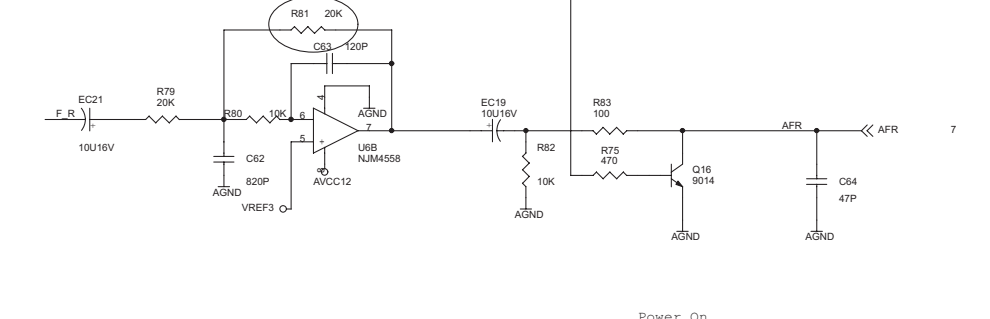 R81 20K
C63 120P
R79
20K
EC21
F_R
10U16V
R80 10K
4
AGND
6
7
5
U6B
NJM4558
8
AVCC12
C62
820P
AGND
VREF3
EC19
10U16V
R82
10K
AGND
R83
100
R75
470
Q16
9014
AGND
AFR
AFR
7
C64
47P
AGND
Power On